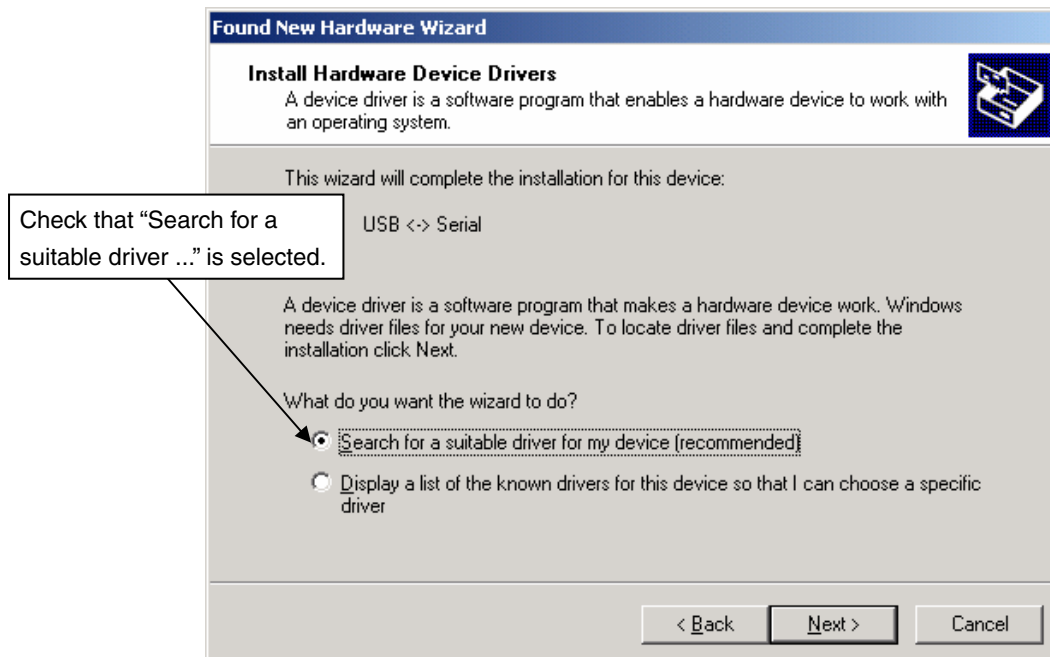 Found New Hardware Wizard
Install Hardware Device Drivers
A device driver is a software program that enables a hardware device to work with
an operating system.
This wizard will complete the installation for this device:
Check that “Search for a
suitable driver ...” is selected.
USB <-> Serial
A device driver is a software program that makes a hardware device work. Windows
needs driver files for your new device. To locate driver files and complete the
installation click Next.
What do you want the wizard to do?
Search for a suitable driver for my device (recommended)
Display a list of the known drivers for this device so that I can choose a specific
driver
< Back
Next >
Cancel